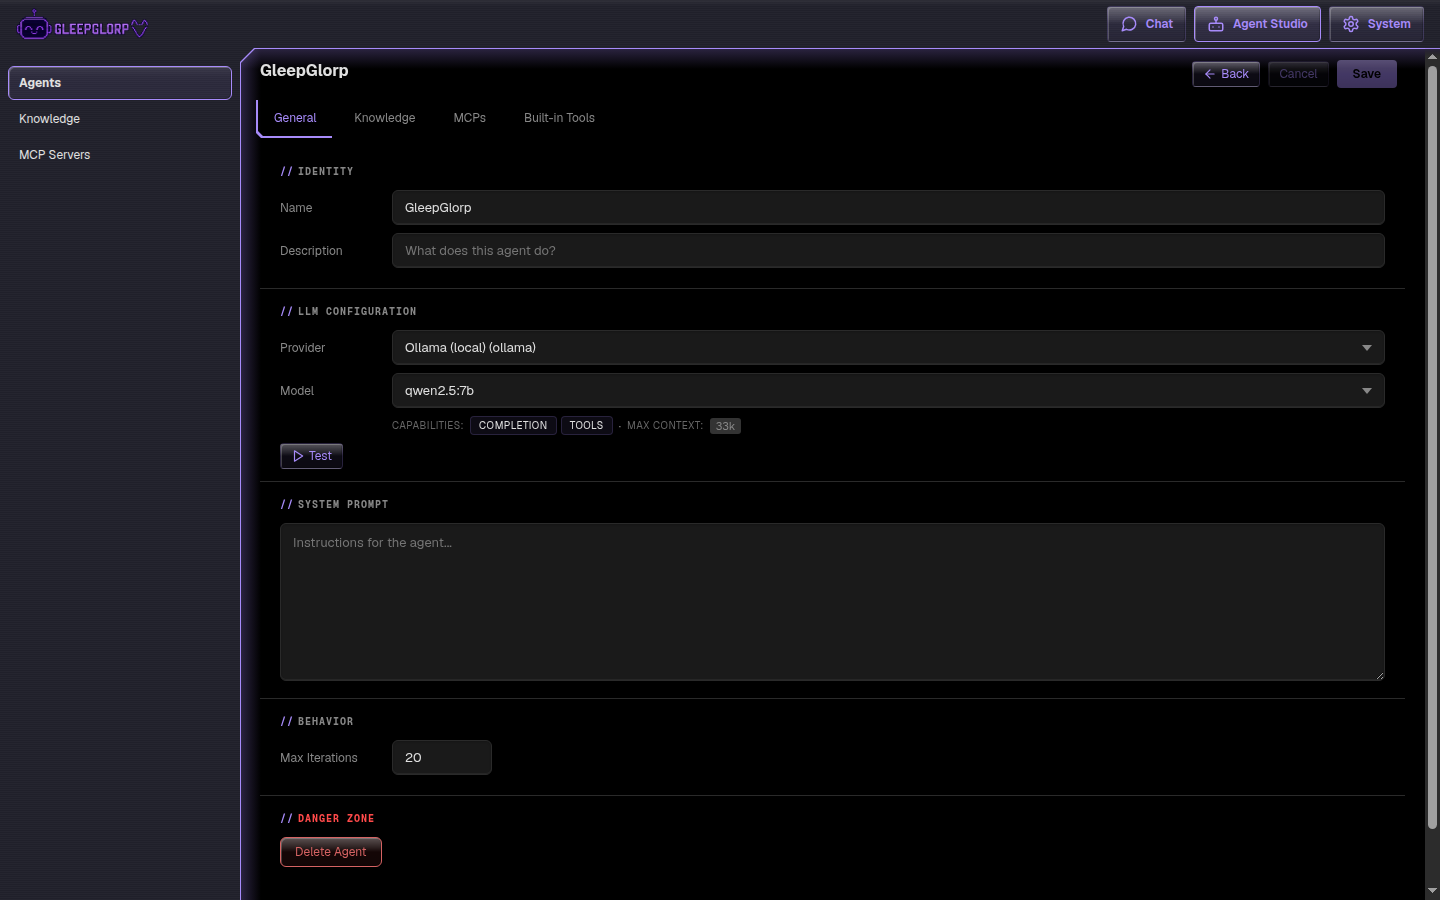 GLEEPGLORP
Chat
Agent Studio
System
Agents
Knowledge
MCP Servers
GleepGlorp
Back
Cancel
Save
General
Knowledge
MCPs
Built-in Tools
// IDENTITY
Name
GleepGlorp
Description
What does this agent do?
// LLM CONFIGURATION
Provider
Ollama (local) (ollama)
Model
qwen2.5:7b
CAPABILITIES: COMPLETION TOOLS · MAX CONTEXT: 33k
Test
// SYSTEM PROMPT
Instructions for the agent...
// BEHAVIOR
Max Iterations
20
// DANGER ZONE
Delete Agent